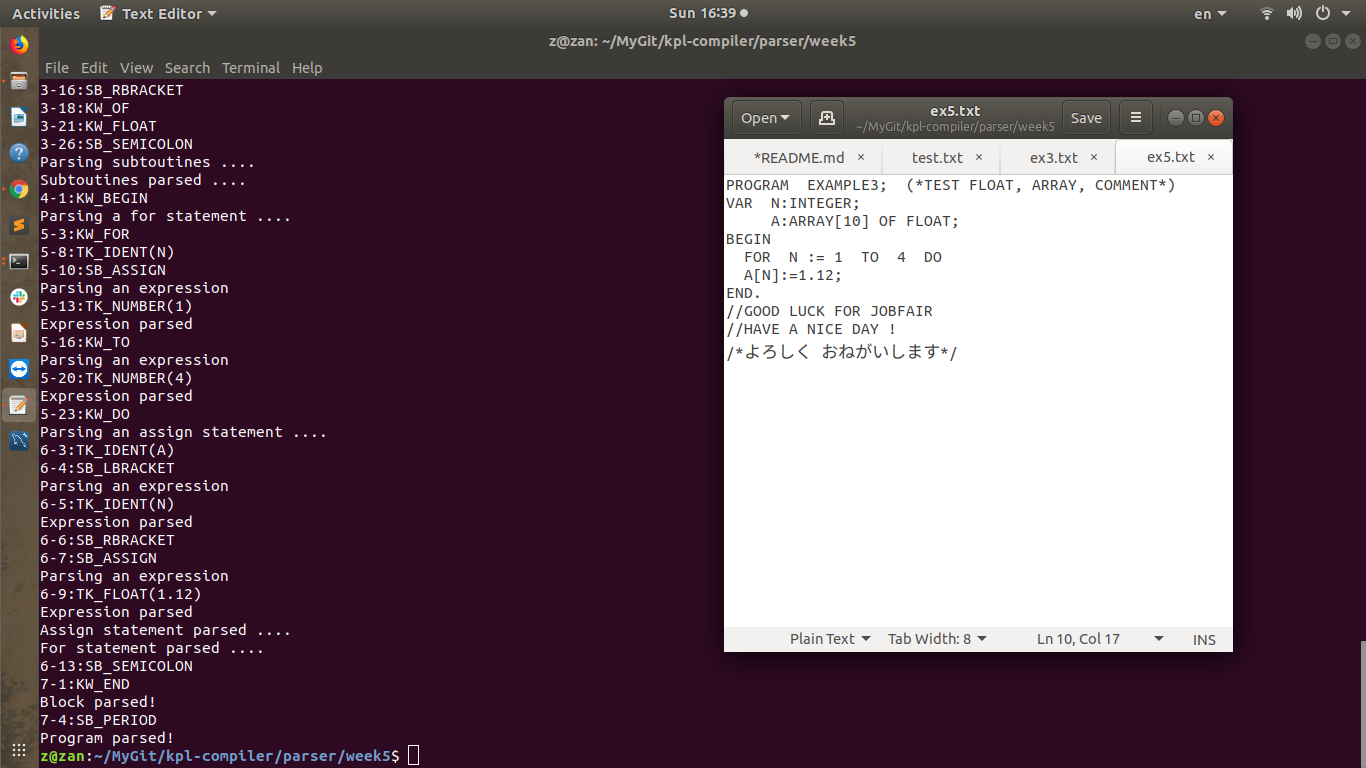 Activities
Text Editor
Sun 16:39
en
z@zan: ~/MyGit/kpl-compiler/parser/week5
File Edit View Search Terminal Help
3-16:SB_RBRACKET
3-18:KW_OF
3-21:KW_FLOAT
3-26:SB_SEMICOLON
Parsing subtoutines ....
Subtoutines parsed ....
4-1:KW_BEGIN
Parsing a for statement ....
5-3:KW_FOR
5-8:TK_IDENT(N)
5-10:SB_ASSIGN
Parsing an expression
5-13:TK_NUMBER(1)
Expression parsed
5-16:KW_TO
Parsing an expression
5-20:TK_NUMBER(4)
Expression parsed
5-23:KW_DO
Parsing an assign statement ....
6-3:TK_IDENT(A)
6-4:SB_LBRACKET
Parsing an expression
6-5:TK_IDENT(N)
Expression parsed
6-6:SB_RBRACKET
6-7:SB_ASSIGN
Parsing an expression
6-9:TK_FLOAT(1.12)
Expression parsed
Assign statement parsed ....
For statement parsed ....
6-13:SB_SEMICOLON
7-1:KW_END
Block parsed!
7-4:SB_PERIOD
Program parsed!
z@zan:~/MyGit/kpl-compiler/parser/week5$
Open
ex5.txt
~/MyGit/kpl-compiler/parser/week5
Save
*README.md × test.txt × ex3.txt × ex5.txt ×
PROGRAM  EXAMPLE3;  (*TEST FLOAT, ARRAY, COMMENT*)
VAR  N:INTEGER;
     A:ARRAY[10] OF FLOAT;
BEGIN
  FOR  N := 1  TO  4  DO
  A[N]:=1.12;
END.
//GOOD LUCK FOR JOBFAIR
//HAVE A NICE DAY !
/*よろしく おねがいします*/
Plain Text Tab Width: 8 Ln 10, Col 17 INS